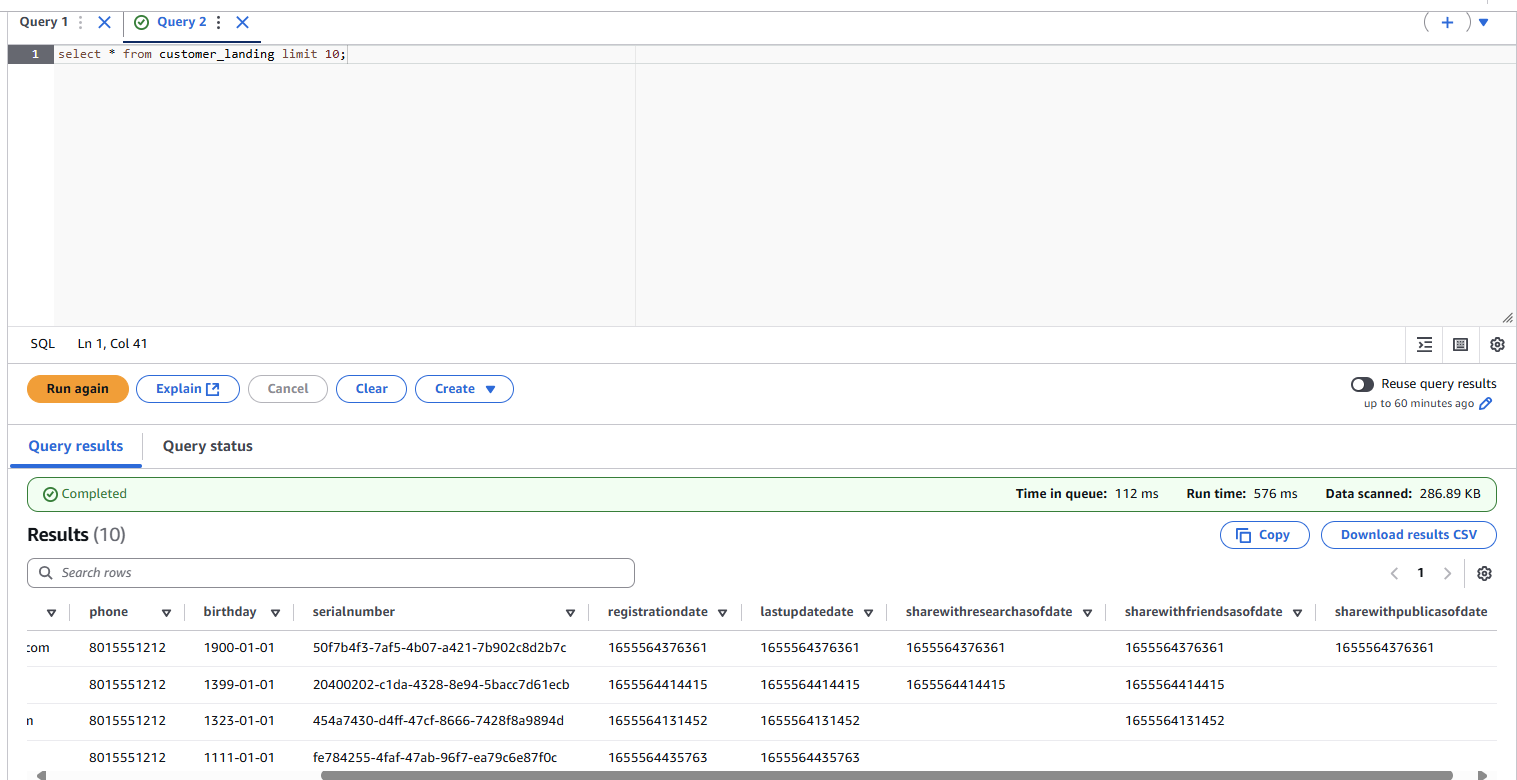 Query 1 Query 2
1 select * from customer_landing limit 10;
SQL Ln 1, Col 41
Run again Explain Cancel Clear Create Reuse query results
up to 60 minutes ago
Query results Query status
Completed Time in queue: 112 ms Run time: 576 ms Data scanned: 286.89 KB
Results (10) Copy Download results CSV
Search rows 1
phone birthday serialnumber registrationdate lastupdatedate sharewithresearchasofdate sharewithfriendsasofdate sharewithpublicasofdate
com 8015551212 1900-01-01 50f7b4f3-7af5-4b07-a421-7b902c8d2b7c 1655564376361 1655564376361 1655564376361 1655564376361 1655564376361
8015551212 1399-01-01 20400202-c1da-4328-8e94-5bacc7d61ecb 1655564414415 1655564414415 1655564414415 1655564414415
8015551212 1323-01-01 454a7430-d4ff-47cf-8666-7428f8a9894d 1655564131452 1655564131452 1655564131452
8015551212 1111-01-01 fe784255-4faf-47ab-96f7-ea79c6e87f0c 1655564435763 1655564435763